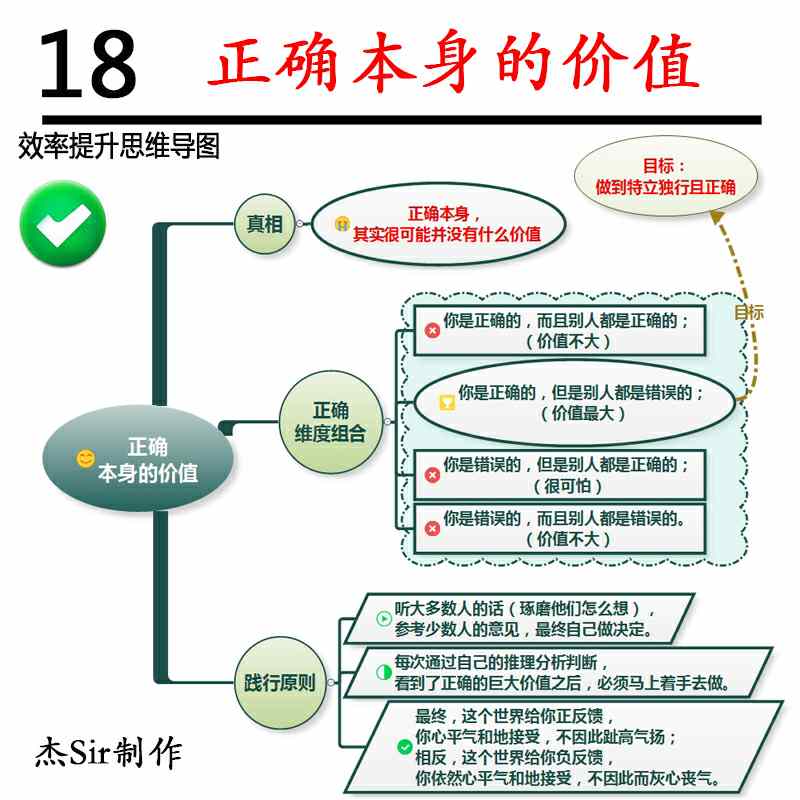 18 正确本身的价值
效率提升思维导图
目标：
做到特立独行且正确
真相
正确本身，
其实很可能并没有什么价值
目标
你是正确的，而且别人都是正确的；
（价值不大）
正确
维度组合
你是正确的，但是别人都是错误的；
（价值最大）
正确
本身的价值
你是错误的，但是别人都是正确的；
（很可怕）
你是错误的，而且别人都是错误的。
（价值不大）
践行原则
听大多数人的话（琢磨他们怎么想），
参考少数人的意见，最终自己做决定。
每次通过自己的推理分析判断，
看到了正确的巨大价值之后，必须马上着手去做。
最终，这个世界给你正反馈，
你心平气和地接受，不因此趾高气扬；
相反，这个世界给你负反馈，
你依然心平气和地接受，不因此而灰心丧气。
杰Sir制作